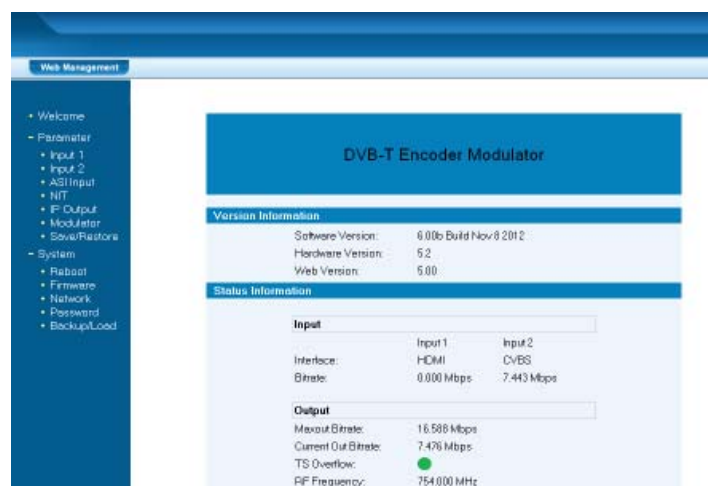 Web Management
Welcome
Parameter
Input 1
Input 2
ASI Input
NIT
IP Output
Modulator
Save/Restore
System
Reboot
Firmware
Network
Password
Backup/Load
DVB-T Encoder Modulator
Version Information
Software Version: 6.00b Build Nov 8 2012
Hardware Version: 5.2
Web Version: 5.00
Status Information
Input
Input 1 Input 2
Interface: HDMI CVBS
Bitrate: 0.000 Mbps 7.443 Mbps
Output
Maxout Bitrate: 16.588 Mbps
Current Out Bitrate: 7.476 Mbps
TS Overflow:
RF Frequency: 754.000 MHz